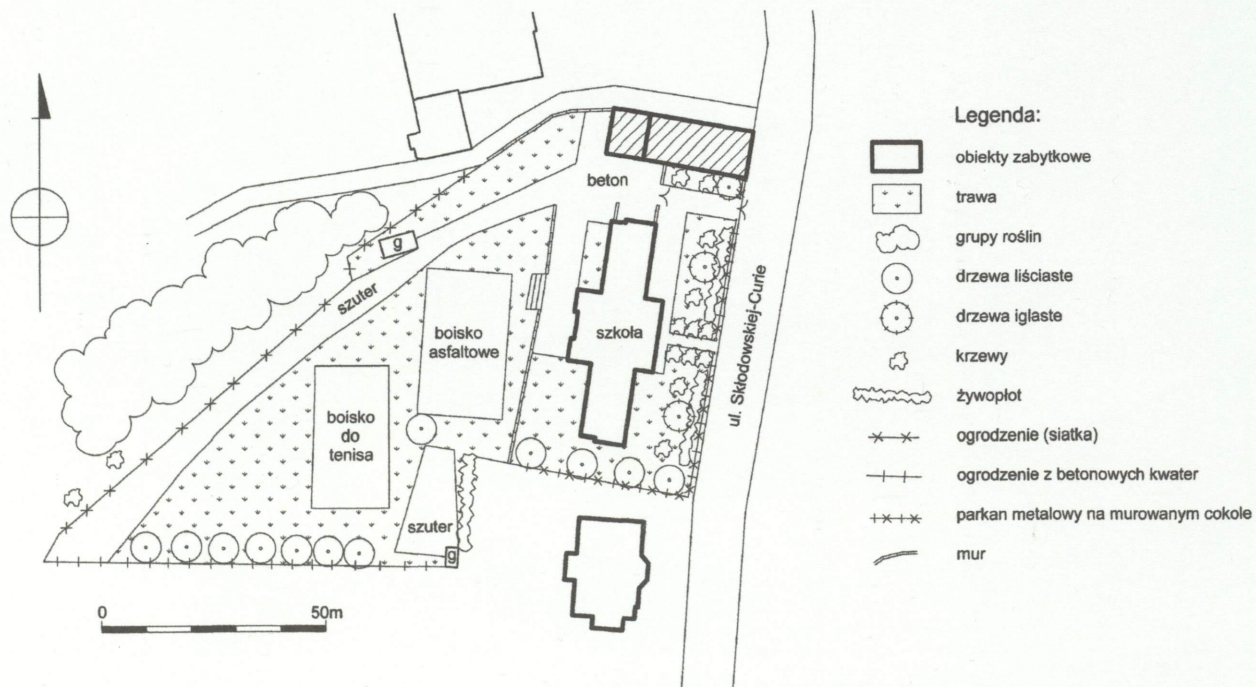 beton
g
szuter
boisko
asfaltowe
szkoła
boisko
do
tenisa
szuter
g
ul. Skłodowskiej-Curie
0 50m
Legenda:
obiekty zabytkowe
trawa
grupy roślin
drzewa liściaste
drzewa iglaste
krzewy
żywopłot
ogrodzenie (siatka)
ogrodzenie z betonowych kwater
parkan metalowy na murowanym cokole
mur